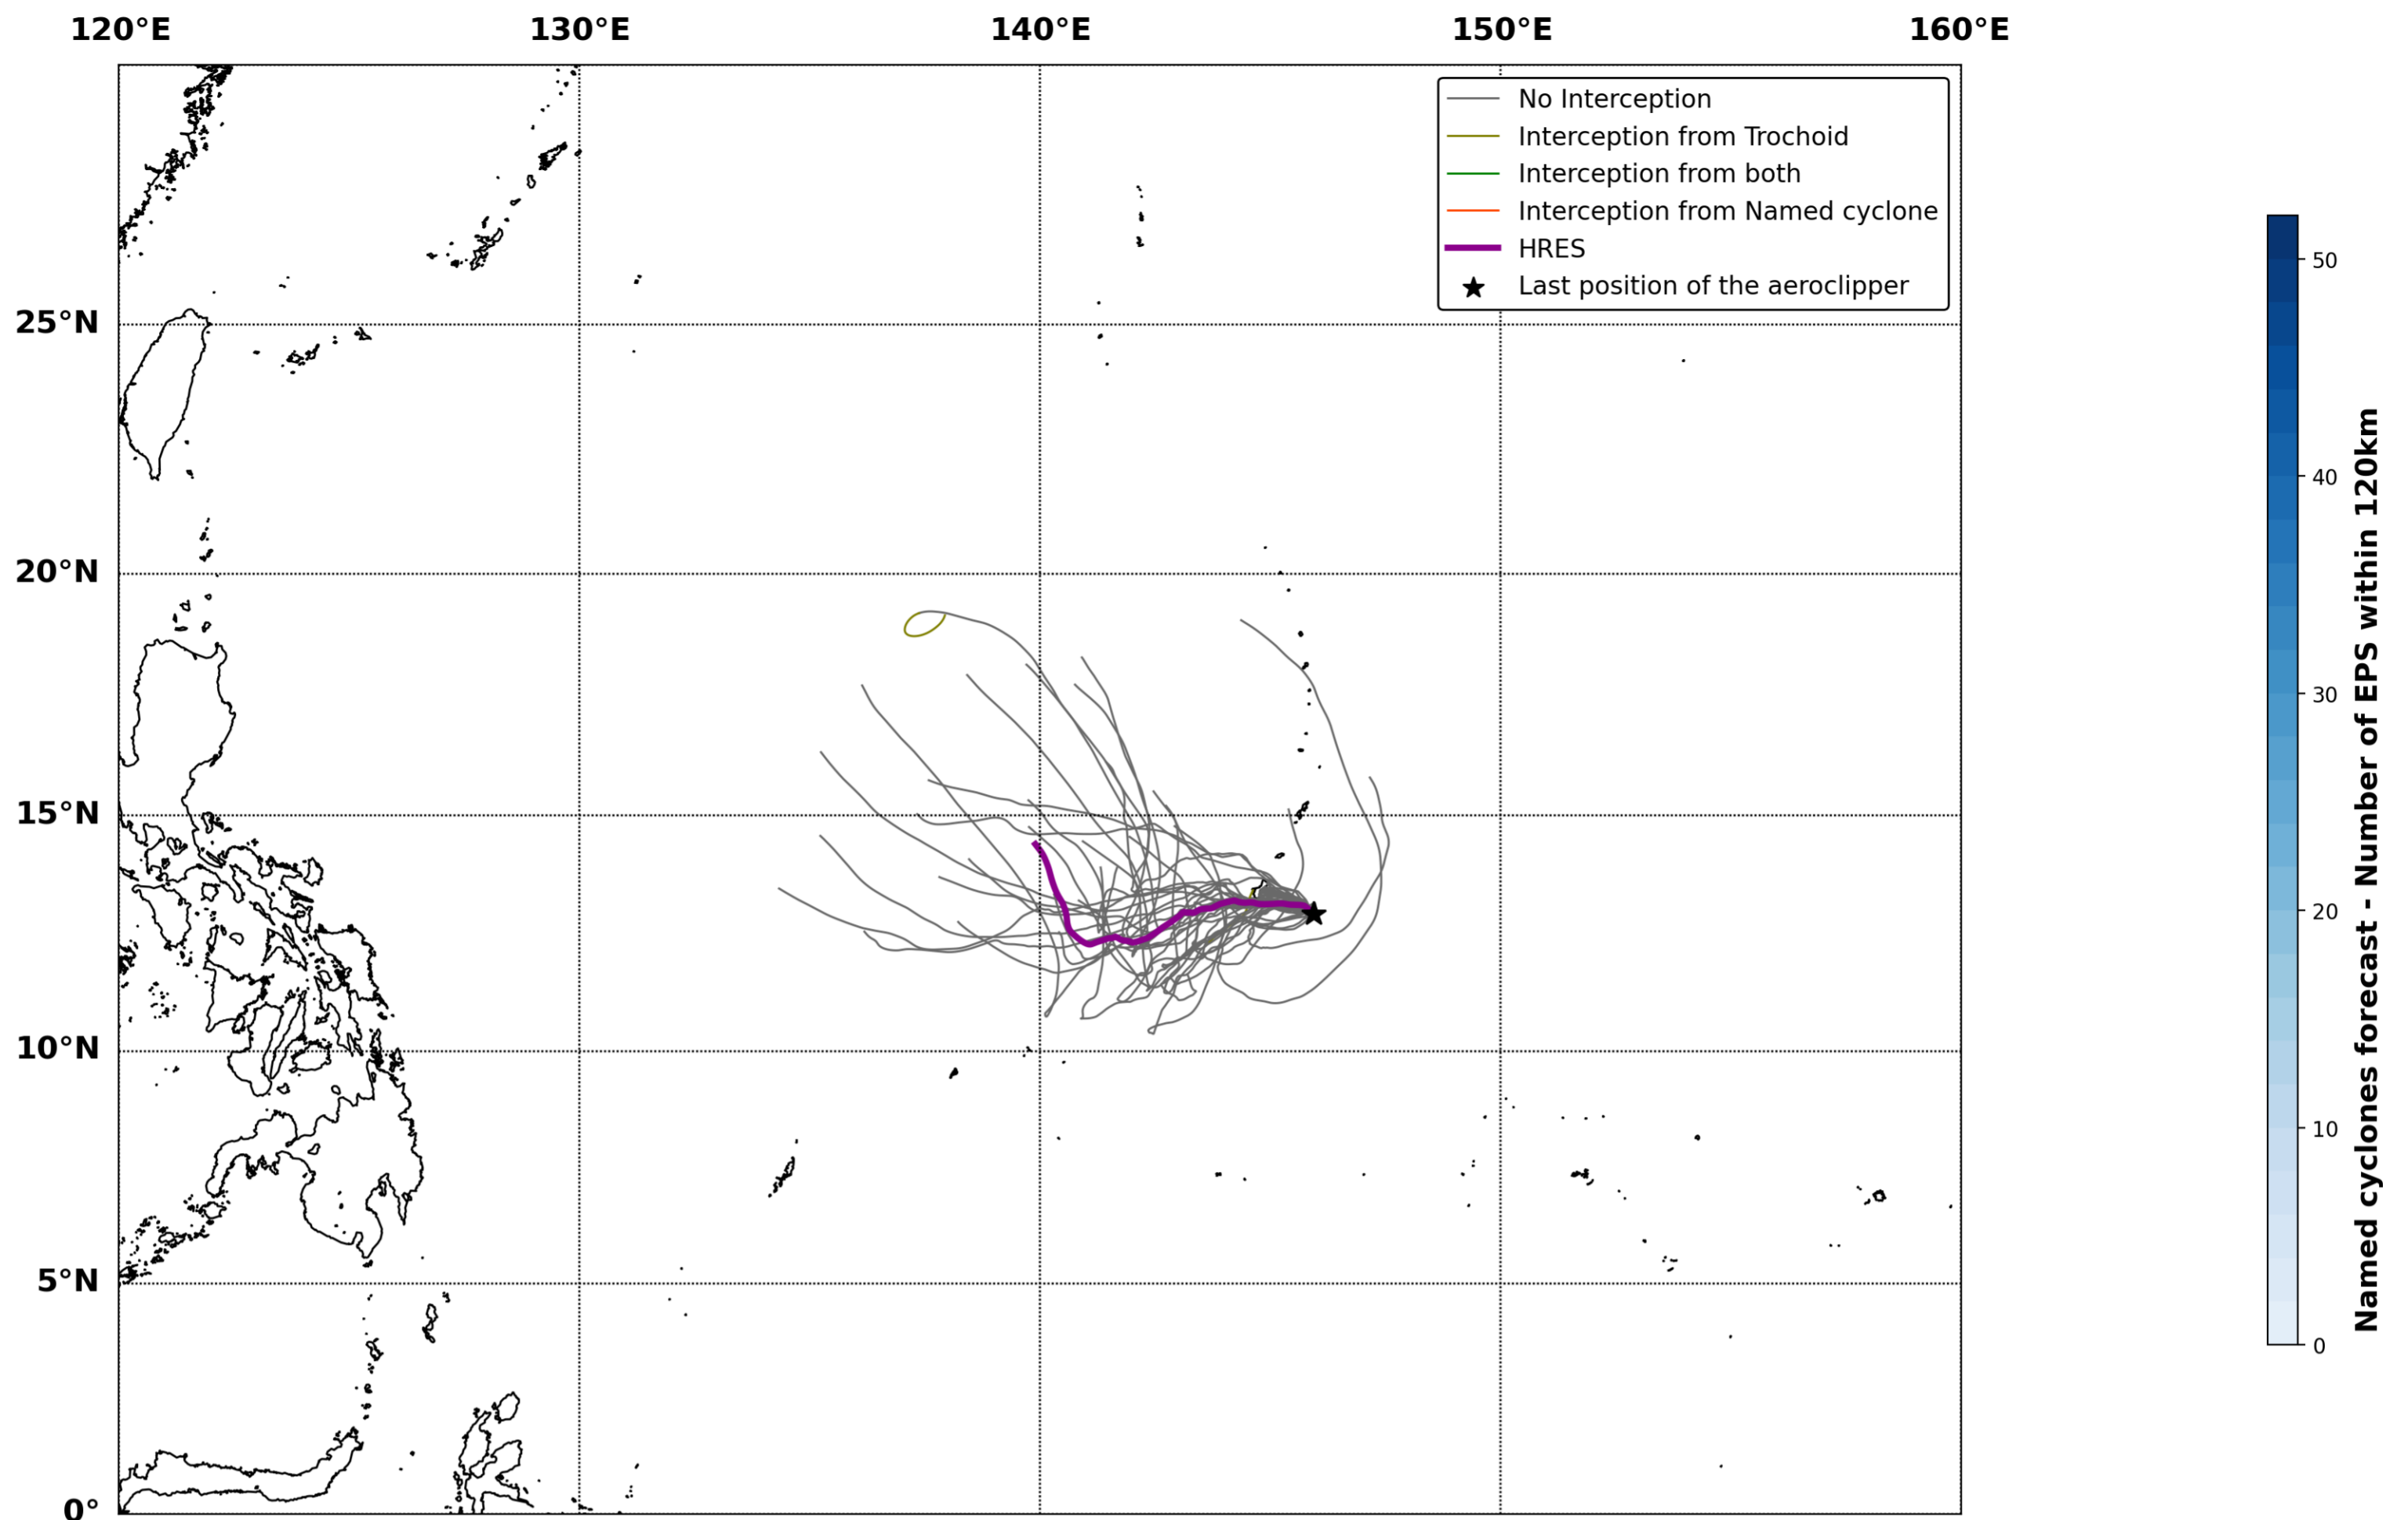 120°E 130°E 140°E 150°E 160°E
No Interception
Interception from Trochoid
Interception from both
Interception from Named cyclone
HRES
Last position of the aeroclipper
25°N
20°N
15°N
10°N
5°N
0°
50
40
30
20
10
0
Named cyclones forecast - Number of EPS within 120km